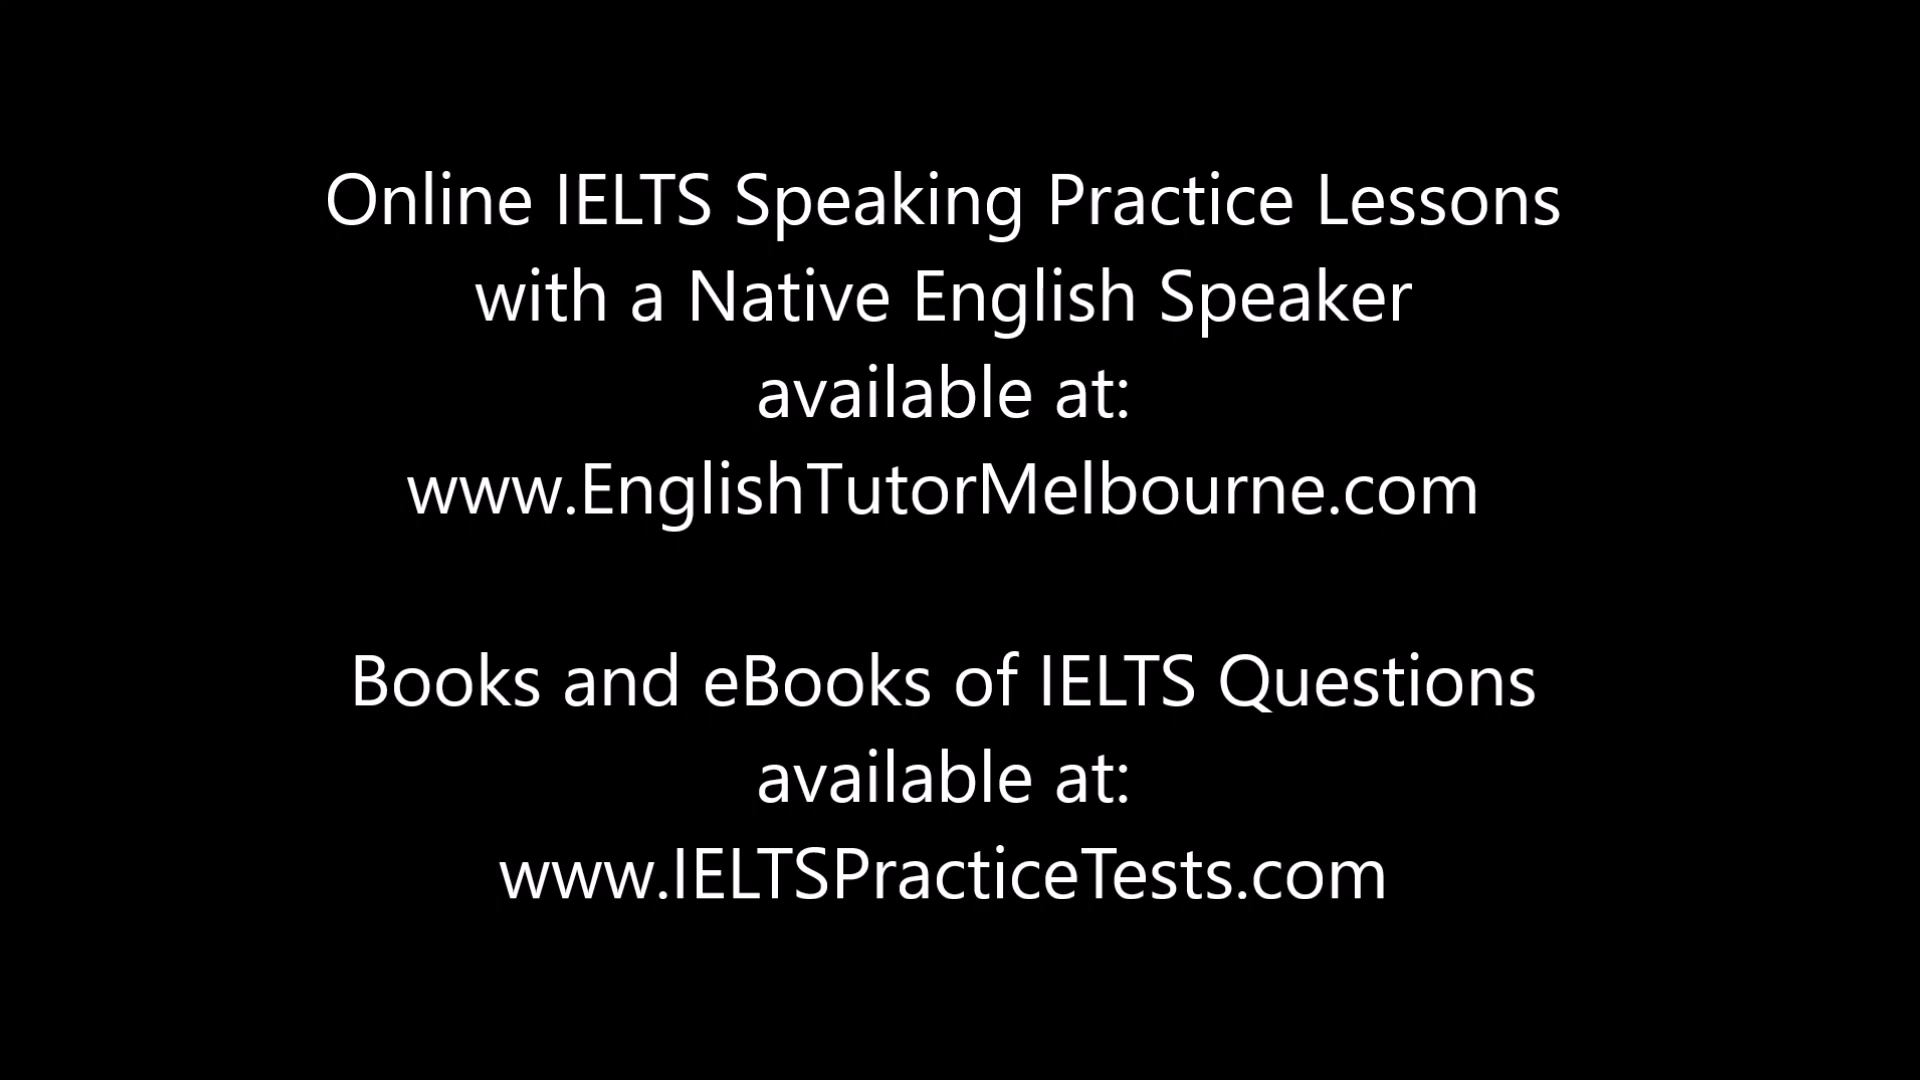 Online IELTS Speaking Practice Lessons
with a Native English Speaker
available at:
www.EnglishTutorMelbourne.com
Books and eBooks of IELTS Questions
available at:
www.IELTSPracticeTests.com